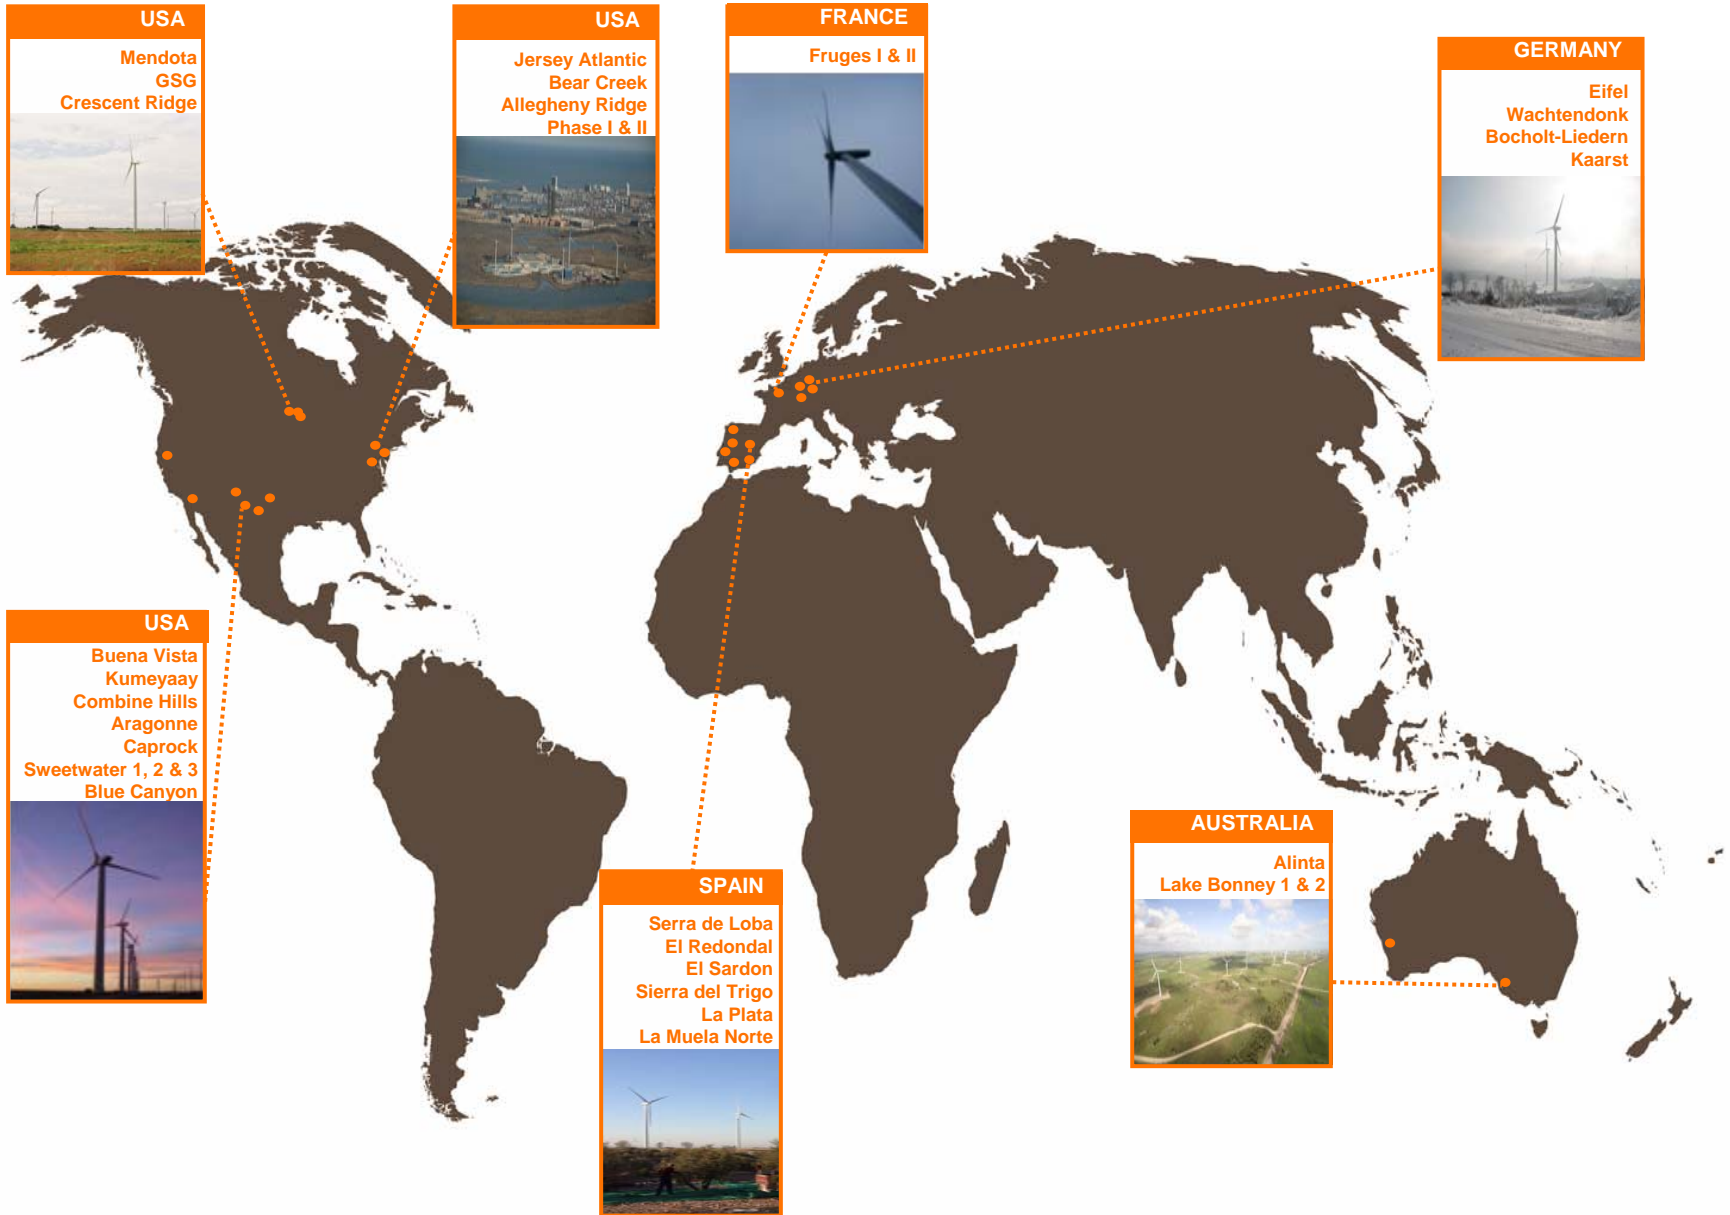 USA
Mendota
GSG
Crescent Ridge
USA
Jersey Atlantic
Bear Creek
Allegheny Ridge
Phase I & II
FRANCE
Fruges I & II
GERMANY
Eifel
Wachtendonk
Bocholt-Liedern
Kaarst
USA
Buena Vista
Kumeyaay
Combine Hills
Aragonne
Caprock
Sweetwater 1, 2 & 3
Blue Canyon
SPAIN
Serra de Loba
El Redondal
El Sardon
Sierra del Trigo
La Plata
La Muela Norte
AUSTRALIA
Alinta
Lake Bonney 1 & 2